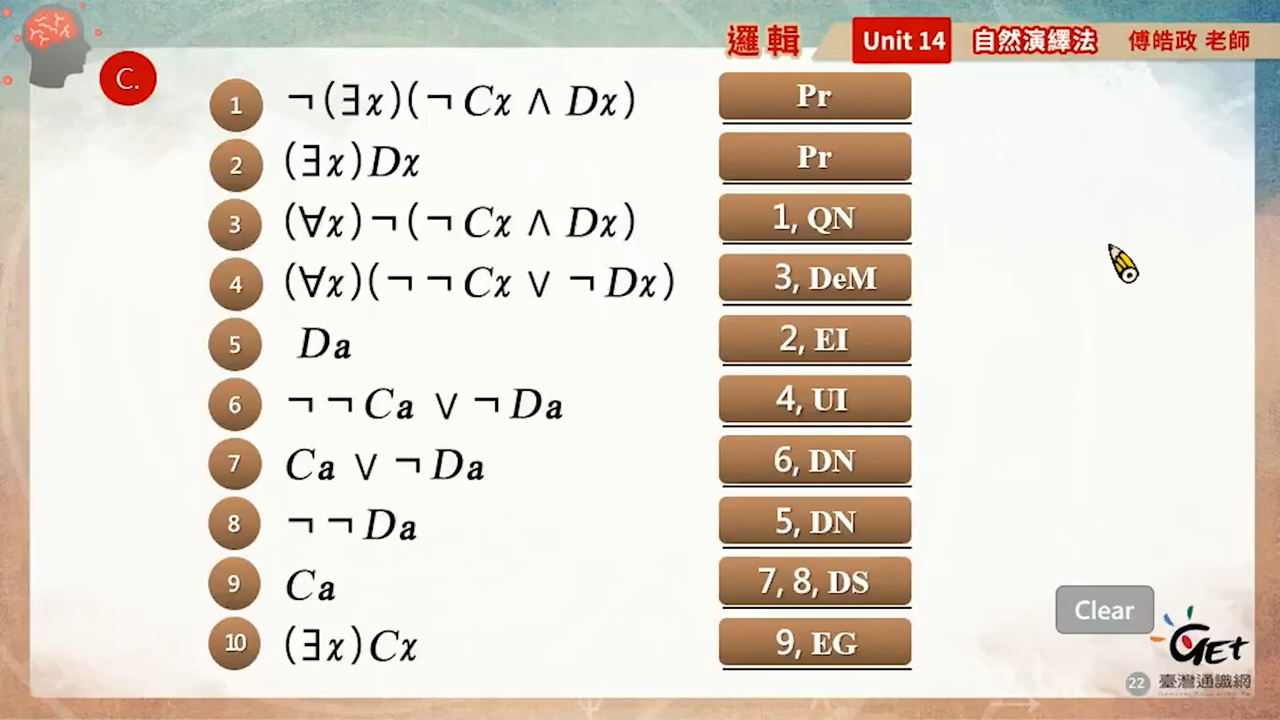 邏輯 Unit 14 自然演繹法 傅皓政 老師
C.
1 ¬(∃x)(¬Cx ∧ Dx) Pr
2 (∃x)Dx Pr
3 (∀x)¬(¬Cx ∧ Dx) 1, QN
4 (∀x)(¬¬Cx ∨ ¬Dx) 3, DeM
5 Da 2, EI
6 ¬¬Ca ∨ ¬Da 4, UI
7 Ca ∨ ¬Da 6, DN
8 ¬¬Da 5, DN
9 Ca 7, 8, DS
10 (∃x)Cx 9, EG
Clear
GET
22 臺灣通識網